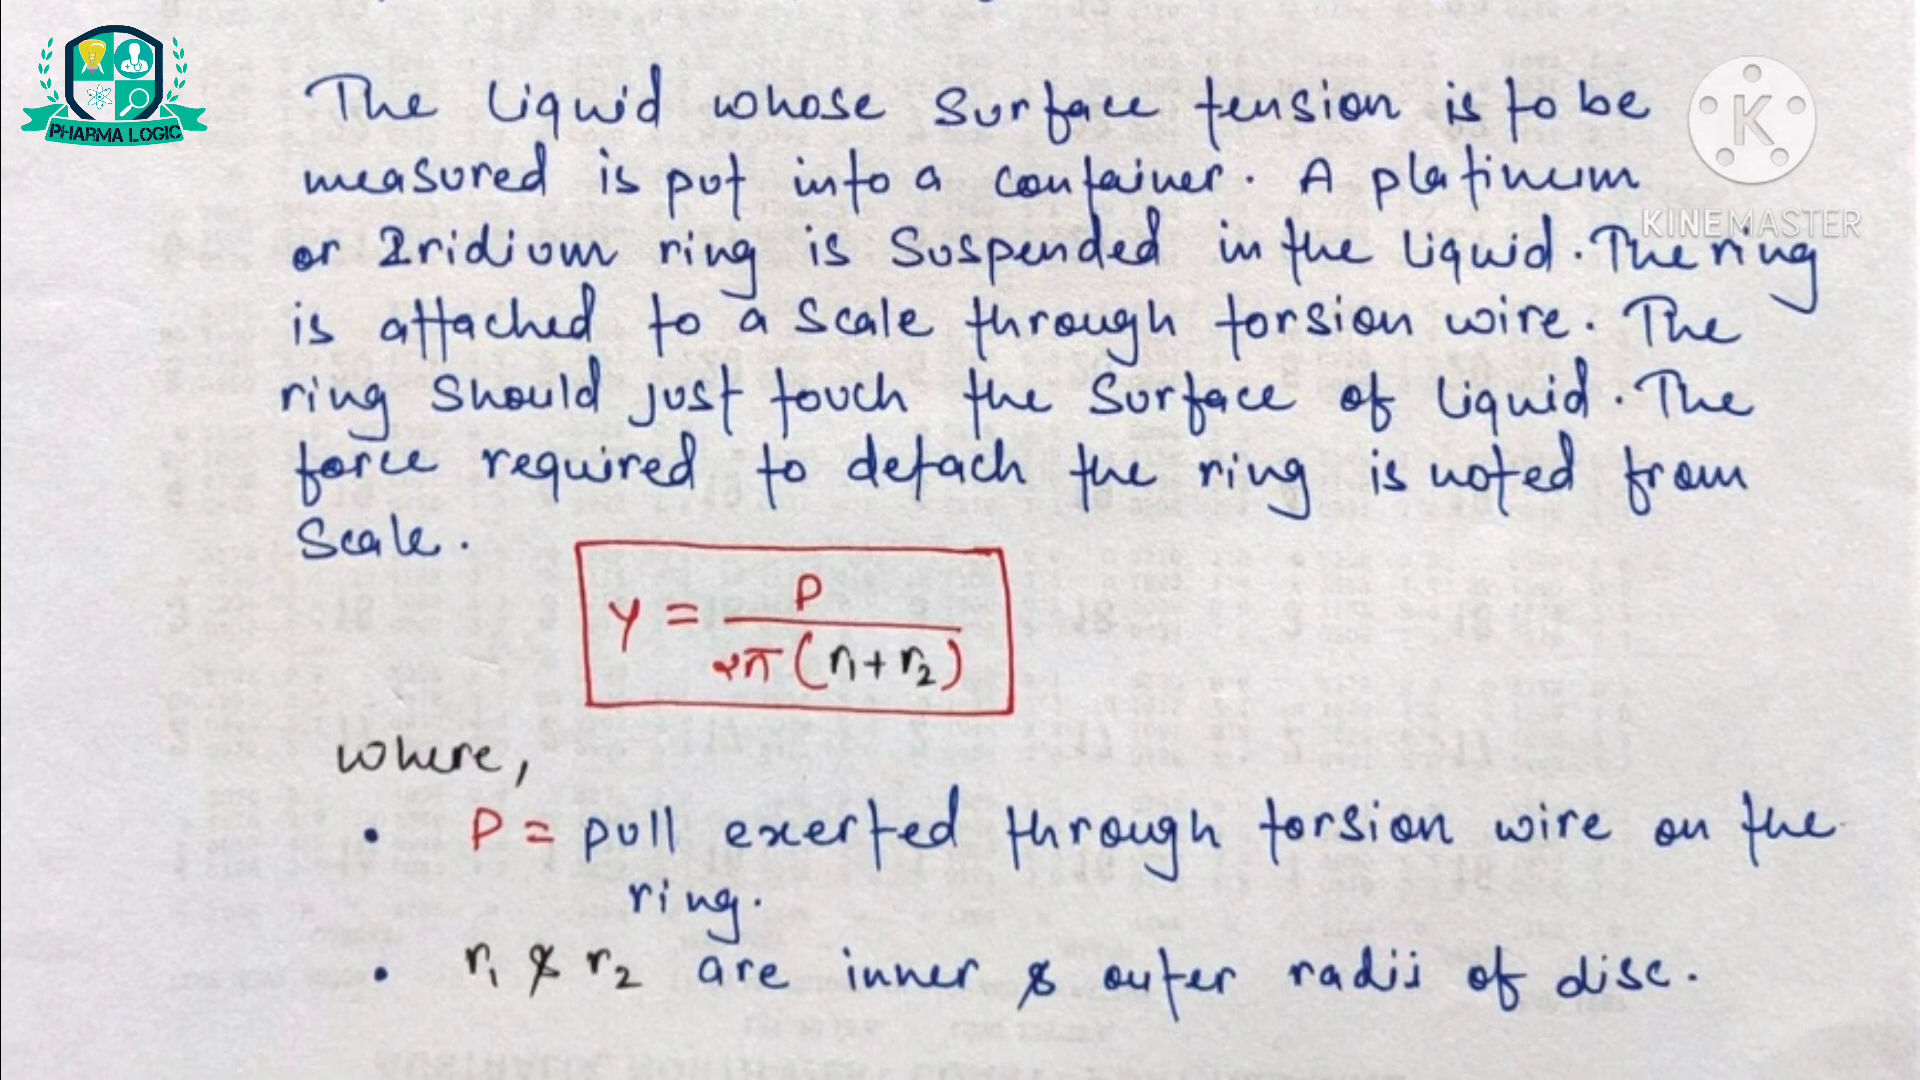 PHARMA LOGIC
K
KINEMASTER
The liquid whose Surface tension is to be
measured is put into a container. A platinum
or Iridium ring is Suspended in the liquid. The ring
is attached to a Scale through torsion wire. The
ring Should just touch the Surface of liquid. The
force required to detach the ring is noted from
Scale.
γ = P / 2π (r1 + r2)
where,
• P = pull exerted through torsion wire on the
ring.
• r1 & r2 are inner & outer radii of disc.